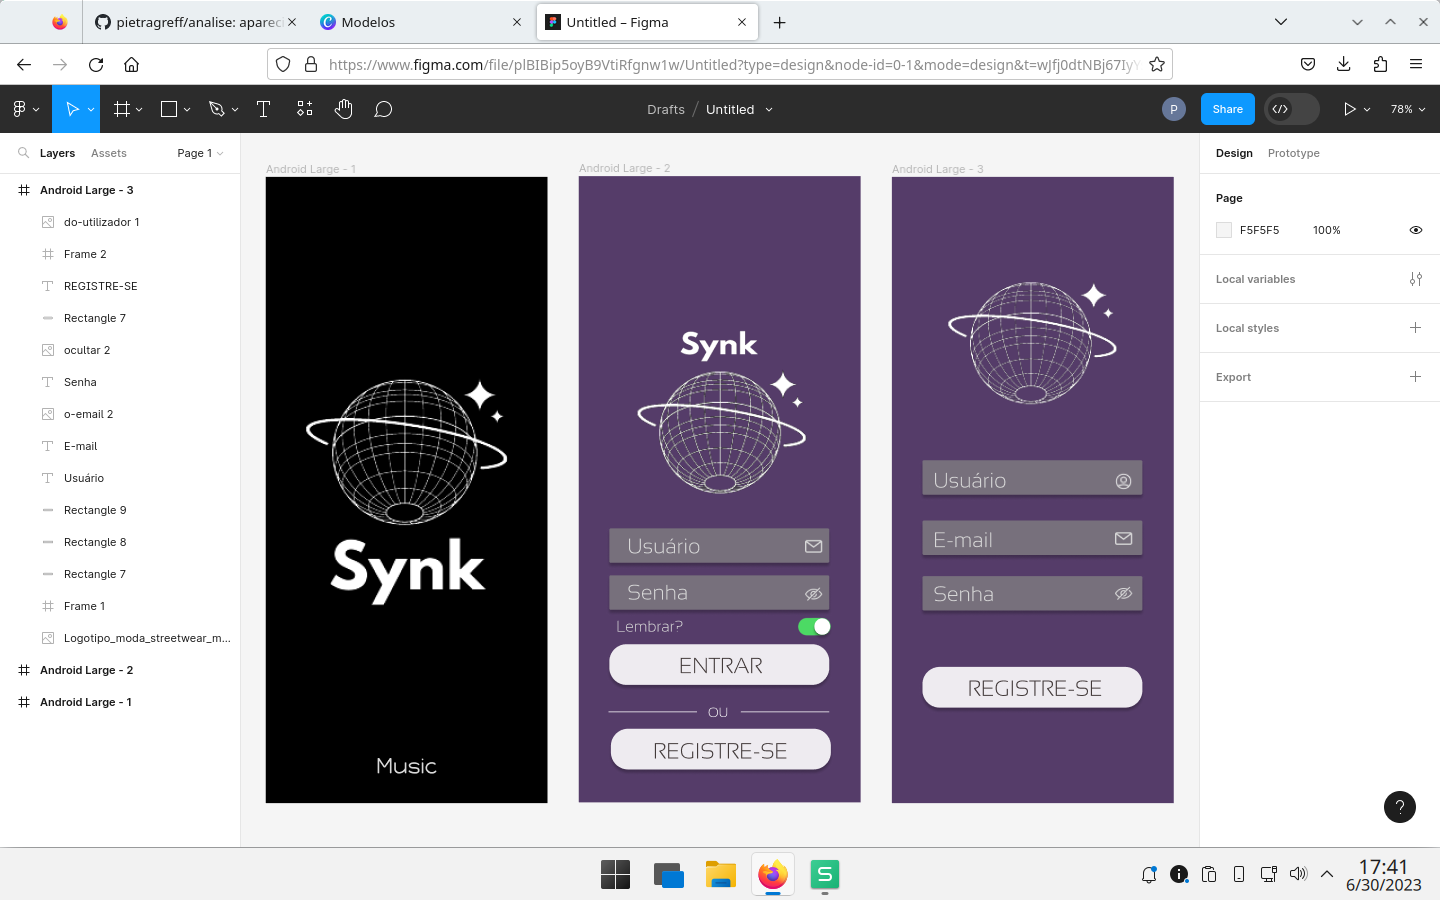 pietragreff/analise: apareci
Modelos
Untitled – Figma
https://www.figma.com/file/plBIBip5oyB9VtiRfgnw1w/Untitled?type=design&node-id=0-1&mode=design&t=wJfj0dtNBj67IyY
Drafts / Untitled
P
Share
78%
Layers
Assets
Page 1
Design
Prototype
Android Large - 3
do-utilizador 1
Frame 2
REGISTRE-SE
Rectangle 7
ocultar 2
Senha
o-email 2
E-mail
Usuário
Rectangle 9
Rectangle 8
Rectangle 7
Frame 1
Logotipo_moda_streetwear_m...
Android Large - 2
Android Large - 1
Android Large - 1
Synk
Music
Android Large - 2
Synk
Usuário
Senha
Lembrar?
ENTRAR
OU
REGISTRE-SE
Android Large - 3
Usuário
E-mail
Senha
REGISTRE-SE
Page
F5F5F5 100%
Local variables
Local styles
Export
?
S
17:41
6/30/2023